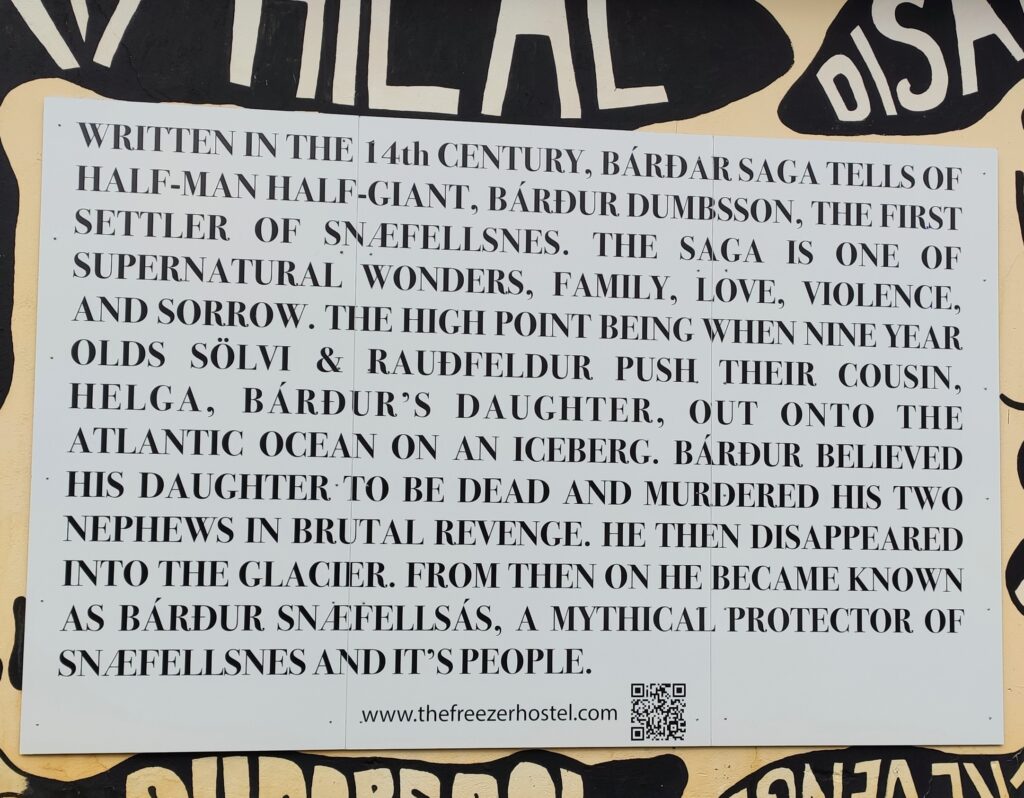 DISA
WRITTEN IN THE 14th CENTURY, BÁRÐAR SAGA TELLS OF
HALF-MAN HALF-GIANT, BÁRÐUR DUMBSSON, THE FIRST
SETTLER OF SNÆFELLSNES. THE SAGA IS ONE OF
SUPERNATURAL WONDERS, FAMILY, LOVE, VIOLENCE,
AND SORROW. THE HIGH POINT BEING WHEN NINE YEAR
OLDS SÖLVI & RAUÐFELDUR PUSH THEIR COUSIN,
HELGA, BÁRÐUR'S DAUGHTER, OUT ONTO THE
ATLANTIC OCEAN ON AN ICEBERG. BÁRÐUR BELIEVED
HIS DAUGHTER TO BE DEAD AND MURDERED HIS TWO
NEPHEWS IN BRUTAL REVENGE. HE THEN DISAPPEARED
INTO THE GLACIER. FROM THEN ON HE BECAME KNOWN
AS BÁRÐUR SNÆFELLSÁS, A MYTHICAL PROTECTOR OF
SNÆFELLSNES AND IT'S PEOPLE.
www.thefreezerhostel.com